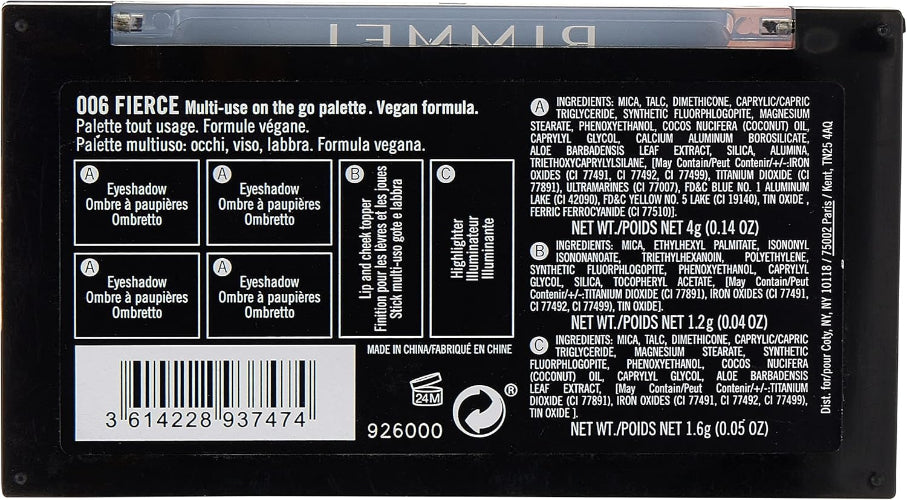 RIMMEL
006 FIERCE Multi-use on the go palette. Vegan formula.
Palette tout usage. Formule végane.
Palette multiuso: occhi, viso, labbra. Formula vegana.
A
Eyeshadow
Ombre à paupières
Ombretto
A
Eyeshadow
Ombre à paupières
Ombretto
B
Lip and cheek topper
Finition pour les lèvres et les joues
Stick multi-uso gote e labbra
C
Highlighter
Illuminateur
Illuminante
A
Eyeshadow
Ombre à paupières
Ombretto
A
Eyeshadow
Ombre à paupières
Ombretto
MADE IN CHINA/FABRIQUÉ EN CHINE
3 614228 937474
24M
926000
®
A INGREDIENTS: MICA, TALC, DIMETHICONE, CAPRYLIC/CAPRIC
TRIGLYCERIDE, SYNTHETIC FLUORPHLOGOPITE, MAGNESIUM
STEARATE, PHENOXYETHANOL, COCOS NUCIFERA (COCONUT) OIL,
CAPRYLYL GLYCOL, CALCIUM ALUMINUM BOROSILICATE,
ALOE BARBADENSIS LEAF EXTRACT, SILICA, ALUMINA,
TRIETHOXYCAPRYLYLSILANE, [May Contain/Peut Contenir/+/-:IRON
OXIDES (CI 77491, CI 77492, CI 77499), TITANIUM DIOXIDE (CI
77891), ULTRAMARINES (CI 77007), FD&C BLUE NO. 1 ALUMINUM
LAKE (CI 42090), FD&C YELLOW NO. 5 LAKE (CI 19140), TIN OXIDE ,
FERRIC FERROCYANIDE (CI 77510)].
NET WT./POIDS NET 4g (0.14 OZ)
B INGREDIENTS: MICA, ETHYLHEXYL PALMITATE, ISONONYL
ISONONANOATE, TRIETHYLHEXANOIN, POLYETHYLENE,
SYNTHETIC FLUORPHLOGOPITE, PHENOXYETHANOL, CAPRYLYL
GLYCOL, SILICA, TOCOPHERYL ACETATE, [May Contain/Peut
Contenir/+/-:TITANIUM DIOXIDE (CI 77891), IRON OXIDES (CI 77491,
CI 77492, CI 77499), TIN OXIDE].
NET WT./POIDS NET 1.2g (0.04 OZ)
C INGREDIENTS: MICA, TALC, DIMETHICONE, CAPRYLIC/CAPRIC
TRIGLYCERIDE, MAGNESIUM STEARATE, SYNTHETIC
FLUORPHLOGOPITE, PHENOXYETHANOL, COCOS NUCIFERA
(COCONUT) OIL, CAPRYLYL GLYCOL, ALOE BARBADENSIS
LEAF EXTRACT, [May Contain/Peut Contenir/+/-:TITANIUM
DIOXIDE (CI 77891), IRON OXIDES (CI 77491, CI 77492, CI 77499),
TIN OXIDE ].
NET WT./POIDS NET 1.6g (0.05 OZ)
Dist. for/pour Coty, NY, NY 10118 / 75002 Paris / Kent, TN25 4AQ